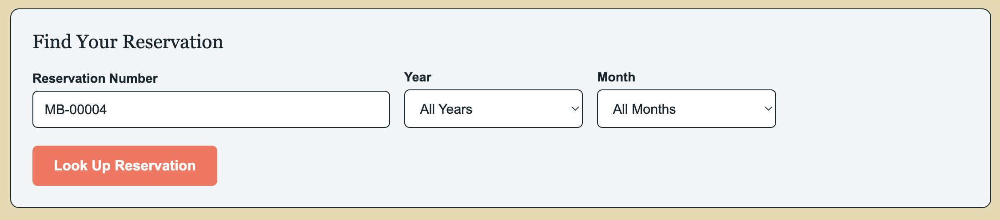 Find Your Reservation
Reservation Number
Year
Month
MB-00004
All Years
All Months
Look Up Reservation